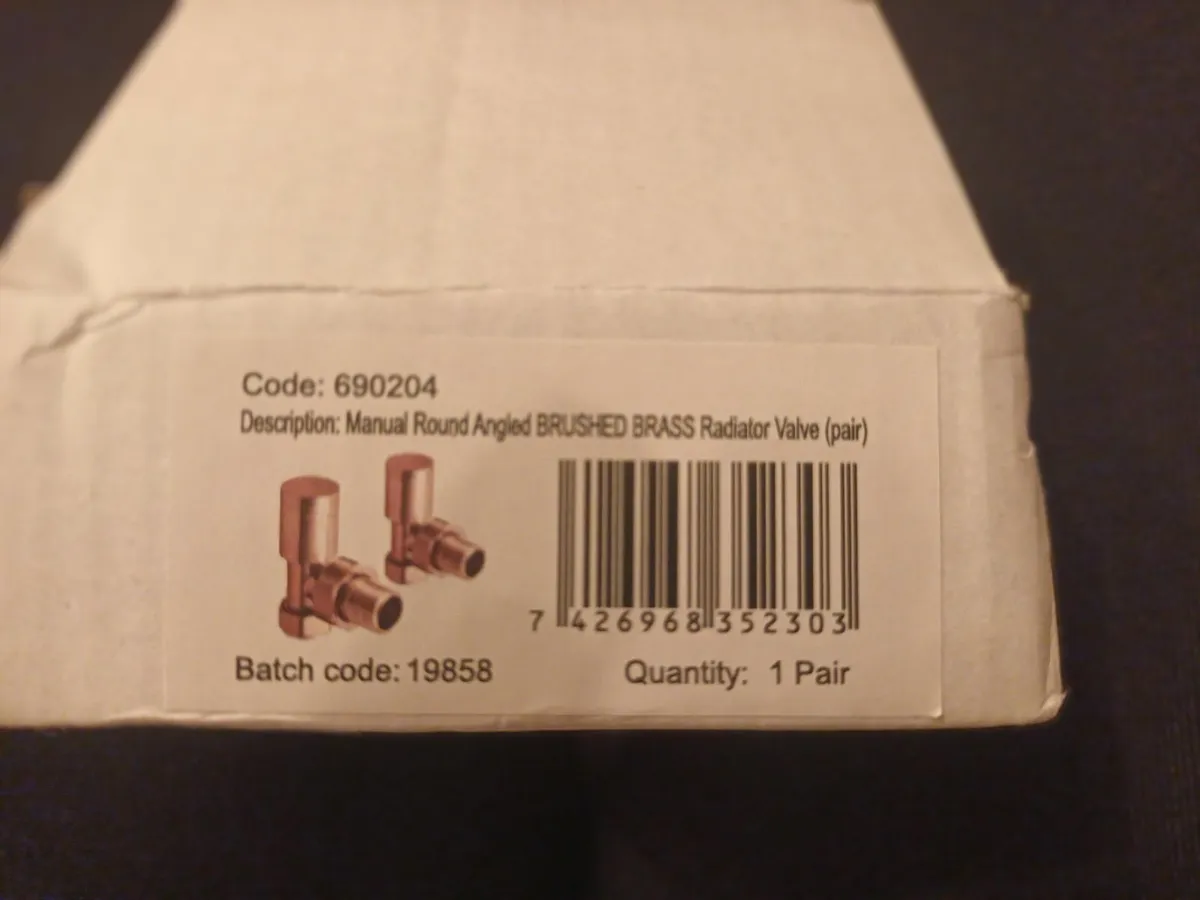 Code: 690204
Description: Manual Round Angled BRUSHED BRASS Radiator Valve (pair)
7 426968 352303
Batch code: 19858
Quantity: 1 Pair